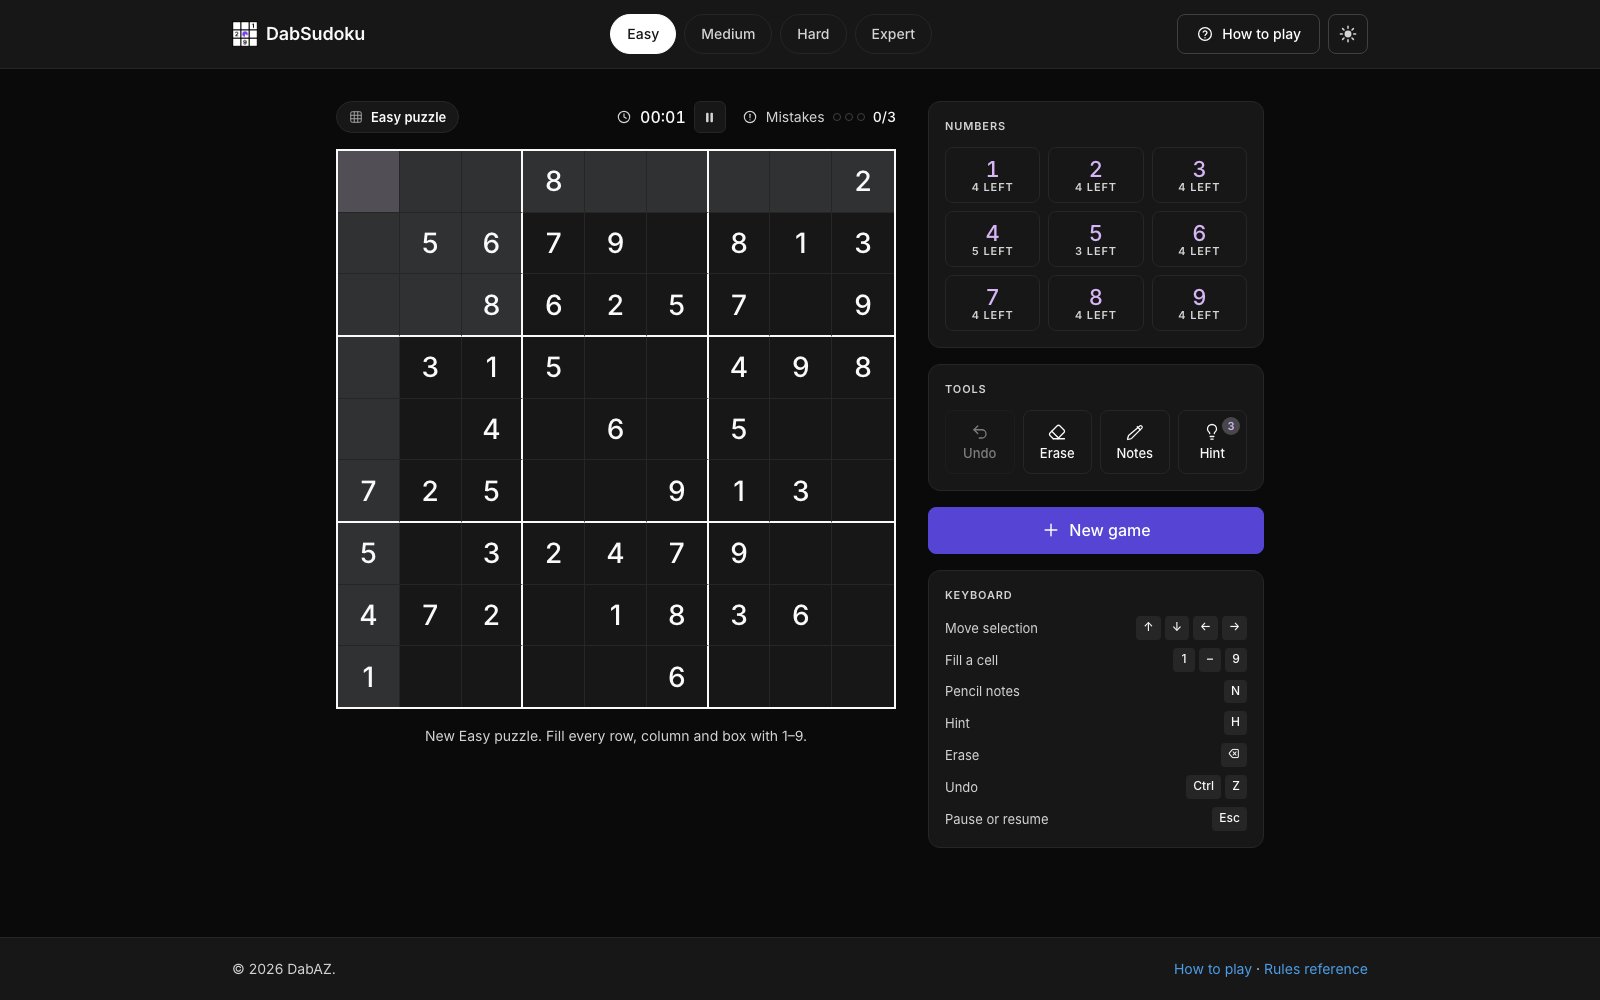 DabSudoku
Easy Medium Hard Expert
How to play
Easy puzzle
00:01
Mistakes 0/3
8 2
5 6 7 9 8 1 3
8 6 2 5 7 9
3 1 5 4 9 8
4 6 5
7 2 5 9 1 3
5 3 2 4 7 9
4 7 2 1 8 3 6
1 6
New Easy puzzle. Fill every row, column and box with 1–9.
NUMBERS
1 2 3
4 LEFT 4 LEFT 4 LEFT
4 5 6
5 LEFT 3 LEFT 4 LEFT
7 8 9
4 LEFT 4 LEFT 4 LEFT
TOOLS
3
Undo Erase Notes Hint
New game
KEYBOARD
Move selection ↑ ↓ ← →
Fill a cell 1 – 9
Pencil notes N
Hint H
Erase ⌫
Undo Ctrl Z
Pause or resume Esc
© 2026 DabAZ.
How to play · Rules reference